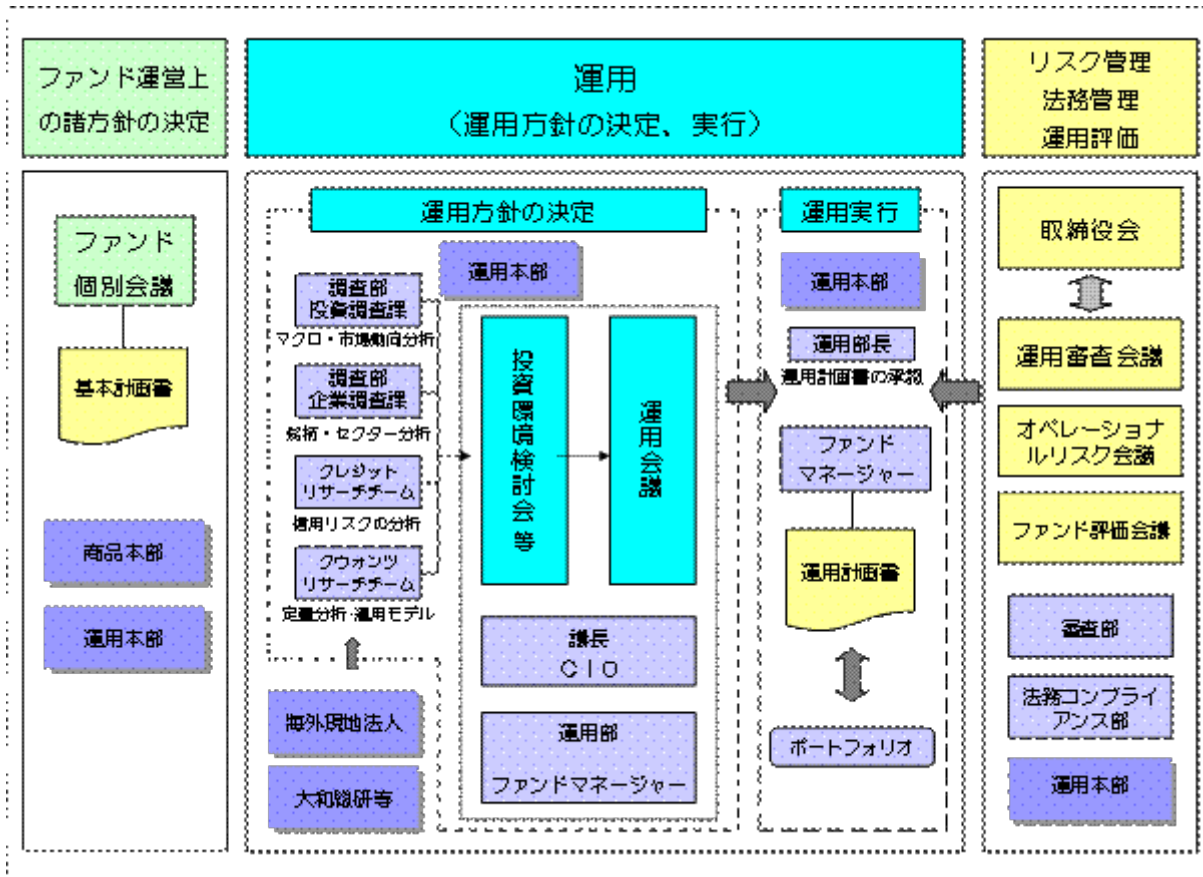 ファンド運営上
の諸方針の決定
運用
(運用方針の決定、実行)
リスク管理
法務管理
運用評価
ファンド
個別会議
基本計画書
商品本部
運用本部
運用方針の決定
運用本部
調査部
投資調査課
マクロ・市場動向分析
調査部
企業調査課
銘柄・セクター分析
クレジット
リサーチチーム
信用リスクの分析
クウォンツ
リサーチチーム
定量分析・運用モデル
海外現地法人
大和総研等
投資環境検討会等
運用会議
議長
CIO
運用部
ファンドマネージャー
運用実行
運用本部
運用部長
運用計画書の承認
ファンド
マネージャー
運用計画書
ポートフォリオ
取締役会
運用審査会議
オペレーショナ
ルリスク会議
ファンド評価会議
審査部
法務コンプライ
アンス部
運用本部